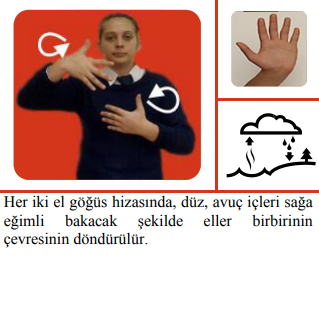 Her iki el göğüs hizasında, düz, avuç içleri sağa
eğimli bakacak şekilde eller birbirinin
çevresinin döndürülür.